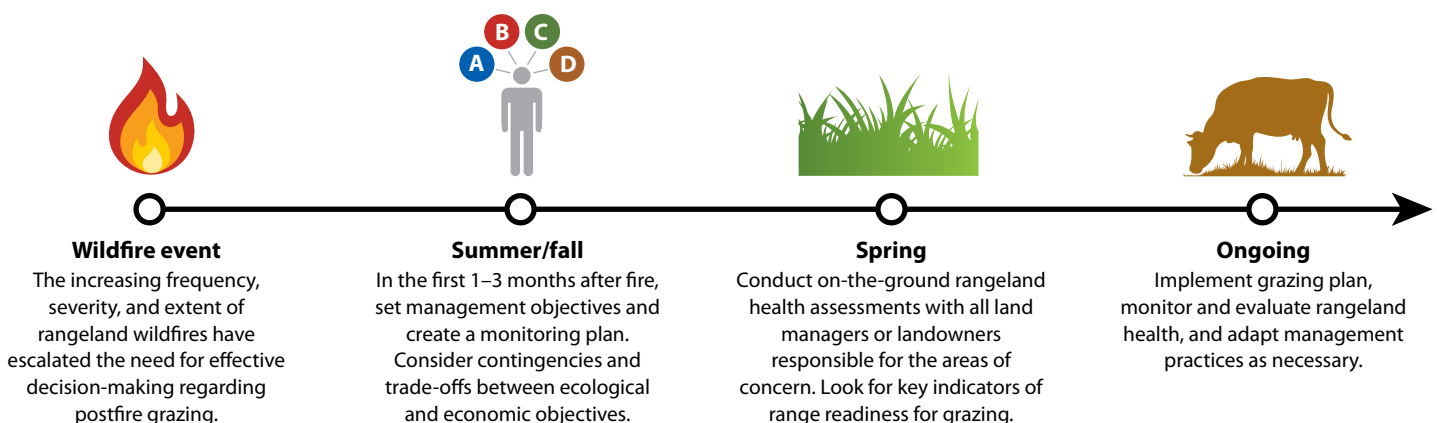 A
B
C
D
Wildfire event
The increasing frequency,
severity, and extent of
rangeland wildfires have
escalated the need for effective
decision-making regarding
postfire grazing.
Summer/fall
In the first 1–3 months after fire,
set management objectives and
create a monitoring plan.
Consider contingencies and
trade-offs between ecological
and economic objectives.
Spring
Conduct on-the-ground rangeland
health assessments with all land
managers or landowners
responsible for the areas of
concern. Look for key indicators of
range readiness for grazing.
Ongoing
Implement grazing plan,
monitor and evaluate rangeland
health, and adapt management
practices as necessary.